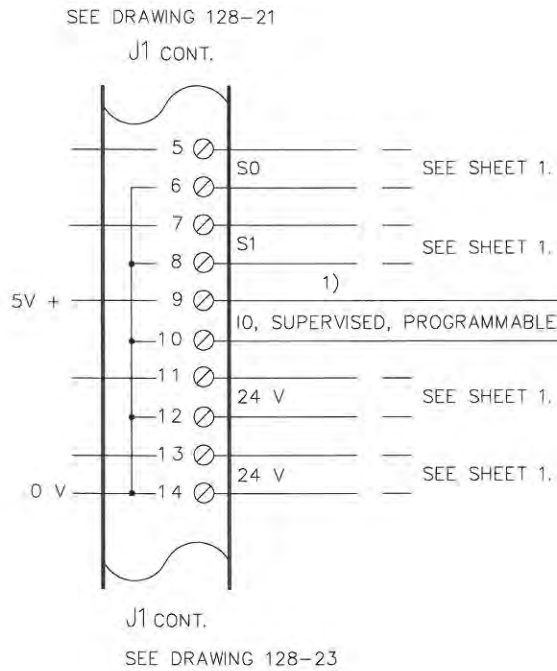 SEE DRAWING 128-21
J1 CONT.
5
S0
SEE SHEET 1.
6
7
S1
SEE SHEET 1.
8
1)
5V +
9
I0, SUPERVISED, PROGRAMMABLE
10
11
24 V
SEE SHEET 1.
12
13
24 V
SEE SHEET 1.
0 V
14
J1 CONT.
SEE DRAWING 128-23